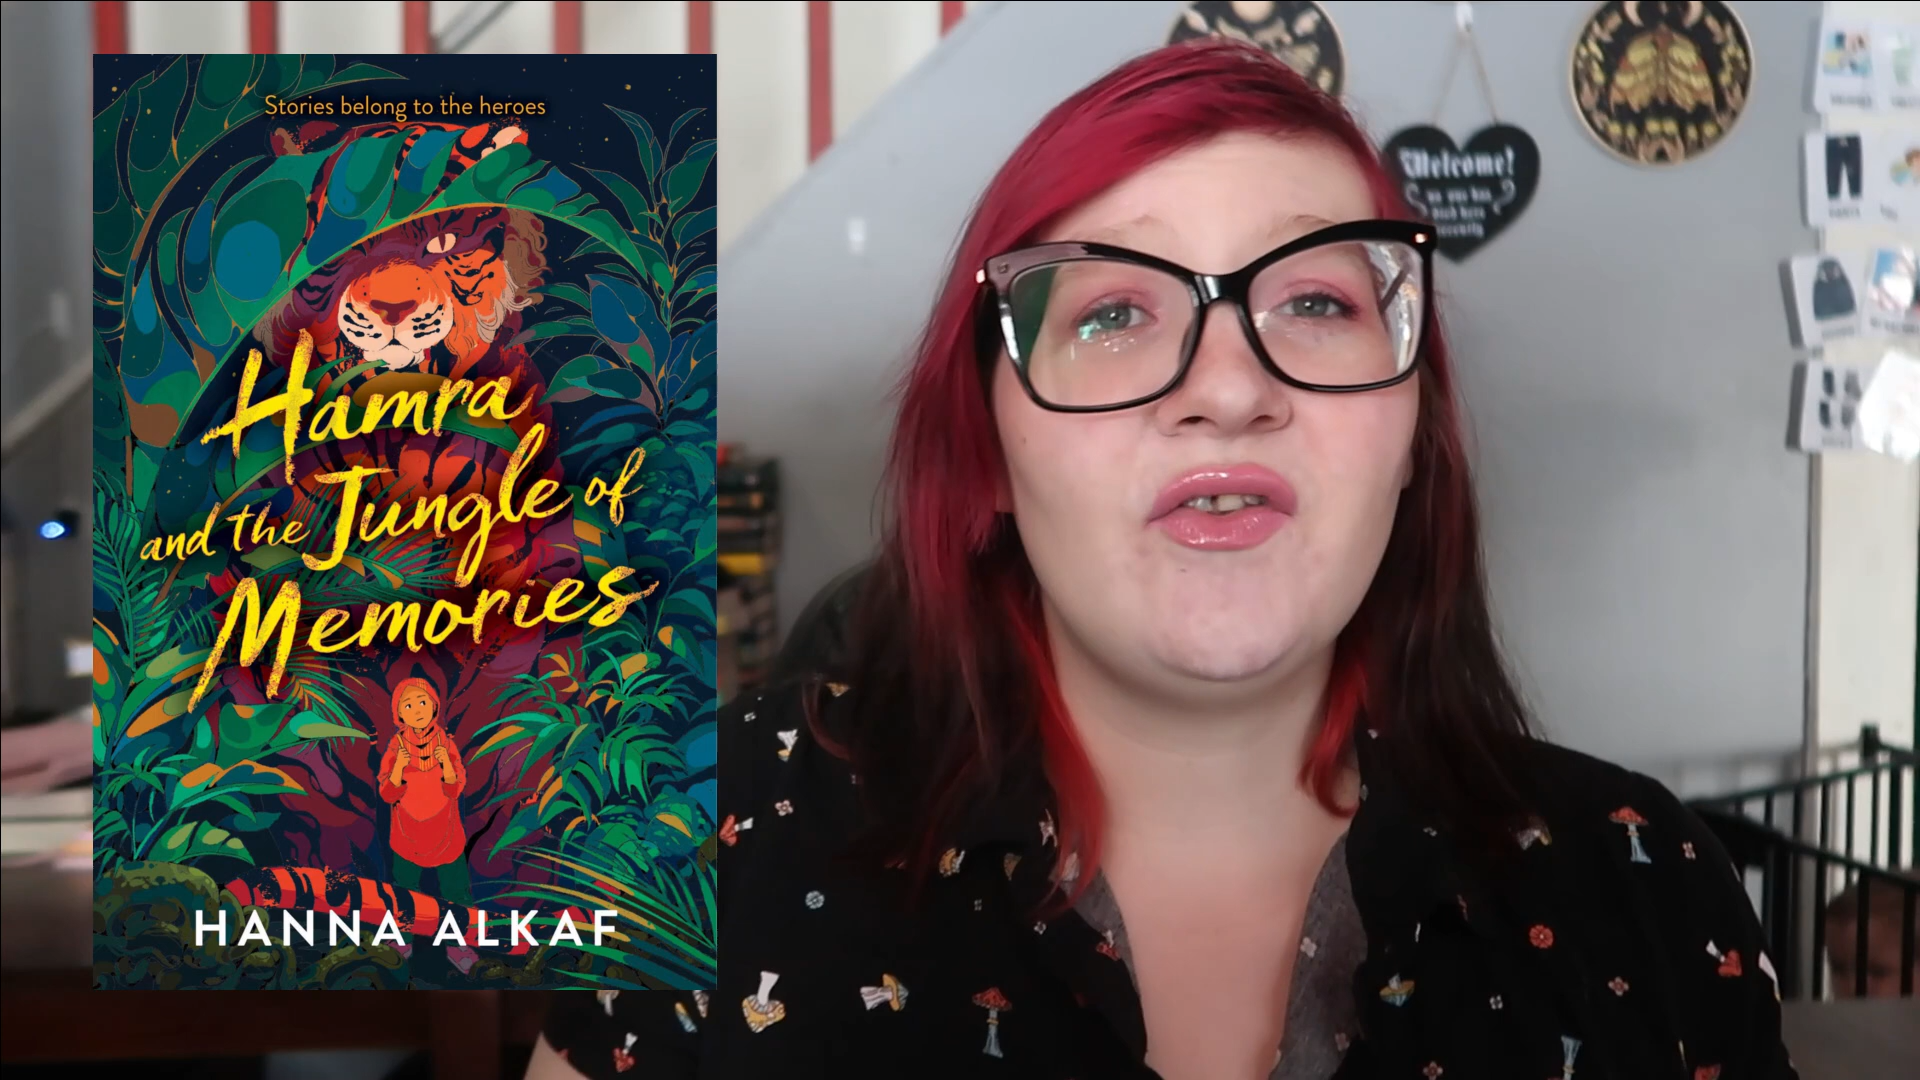 Stories belong to the heroes
Hamra
and the Jungle of
Memories
HANNA ALKAF
Welcome!